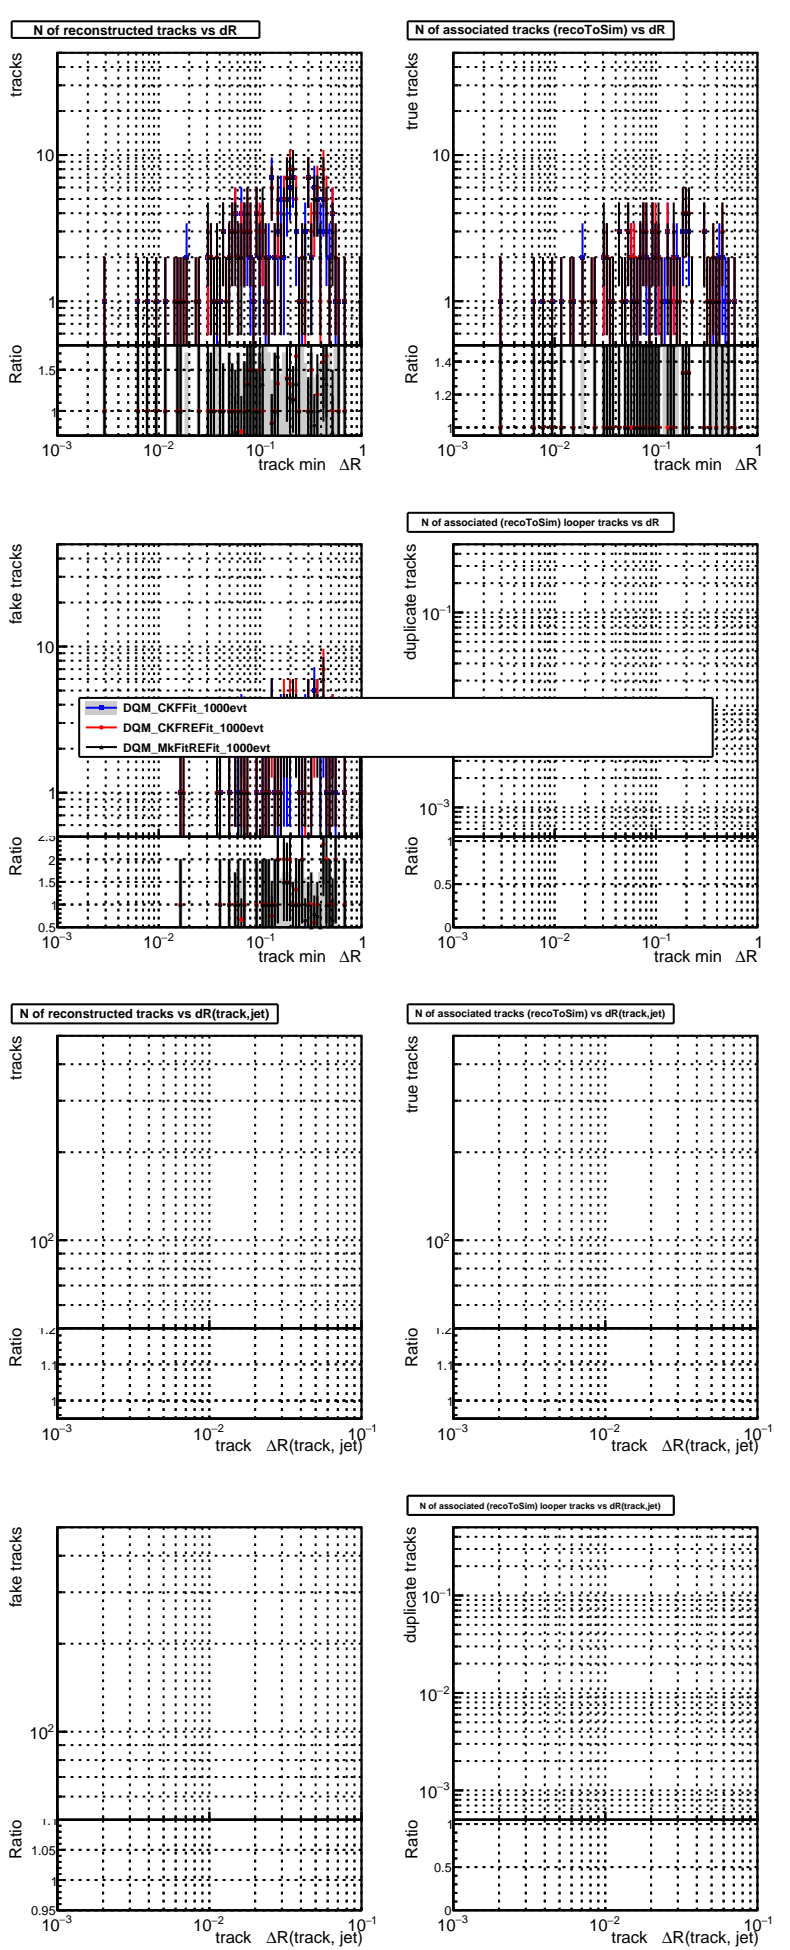 N of reconstructed tracks vs dR
tracks
10
1
Ratio
1.5
1
10−3 10−2 10−1 1
track min ΔR
N of associated tracks (recoToSim) vs dR
true tracks
10
1
Ratio
1.4
1.2
1
10−3 10−2 10−1 1
track min ΔR
fake tracks
10
1
Ratio
2.5
2
1.5
1
0.5
10−3 10−2 10−1 1
track min ΔR
N of associated (recoToSim) looper tracks vs dR
duplicate tracks
10−1
10−3
Ratio
1
0.5
0
10−3 10−2 10−1 1
track min ΔR
DQM_CKFFit_1000evt
DQM_CKFREFit_1000evt
DQM_MkFitREFit_1000evt
N of reconstructed tracks vs dR(track,jet)
tracks
102
Ratio
1.2
1.1
1
10−3 10−2 10−1
track ΔR(track, jet)
N of associated tracks (recoToSim) vs dR(track,jet)
true tracks
102
Ratio
1.2
1.1
1
10−3 10−2 10−1
track ΔR(track, jet)
fake tracks
102
Ratio
1.1
1.05
1
0.95
10−3 10−2 10−1
track ΔR(track, jet)
N of associated (recoToSim) looper tracks vs dR(track,jet)
duplicate tracks
10−1
10−2
10−3
Ratio
1
0.5
0
10−3 10−2 10−1
track ΔR(track, jet)